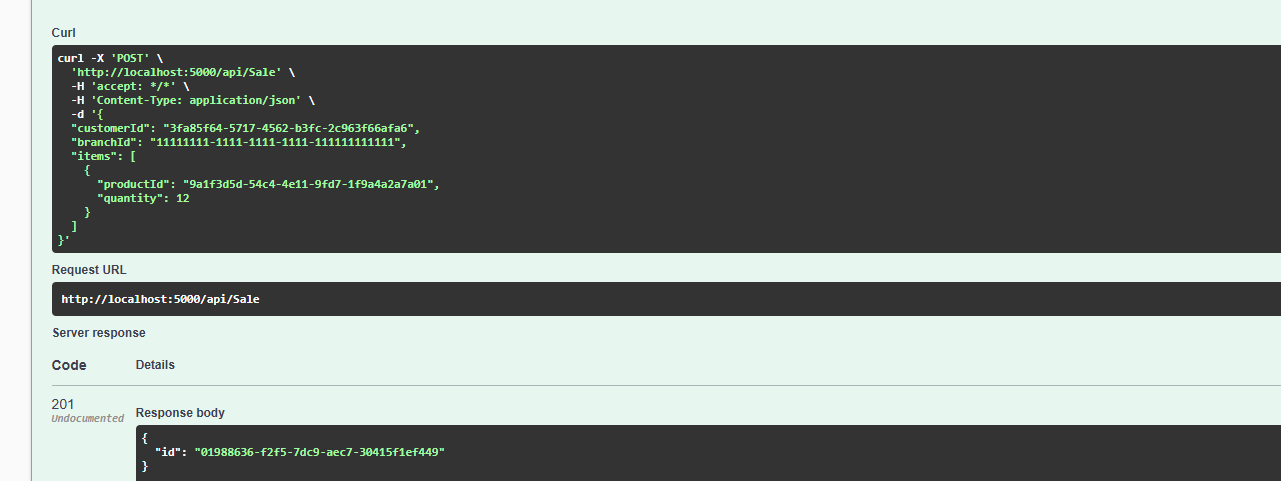 Curl
curl -X 'POST' \
  'http://localhost:5000/api/Sale' \
  -H 'accept: */*' \
  -H 'Content-Type: application/json' \
  -d '{
  "customerId": "3fa85f64-5717-4562-b3fc-2c963f66afa6",
  "branchId": "11111111-1111-1111-1111-111111111111",
  "items": [
    {
      "productId": "9a1f3d5d-54c4-4e11-9fd7-1f9a4a2a7a01",
      "quantity": 12
    }
  ]
}'
Request URL
http://localhost:5000/api/Sale
Server response
Code Details
201
Undocumented
Response body
{
  "id": "01988636-f2f5-7dc9-aec7-30415f1ef449"
}